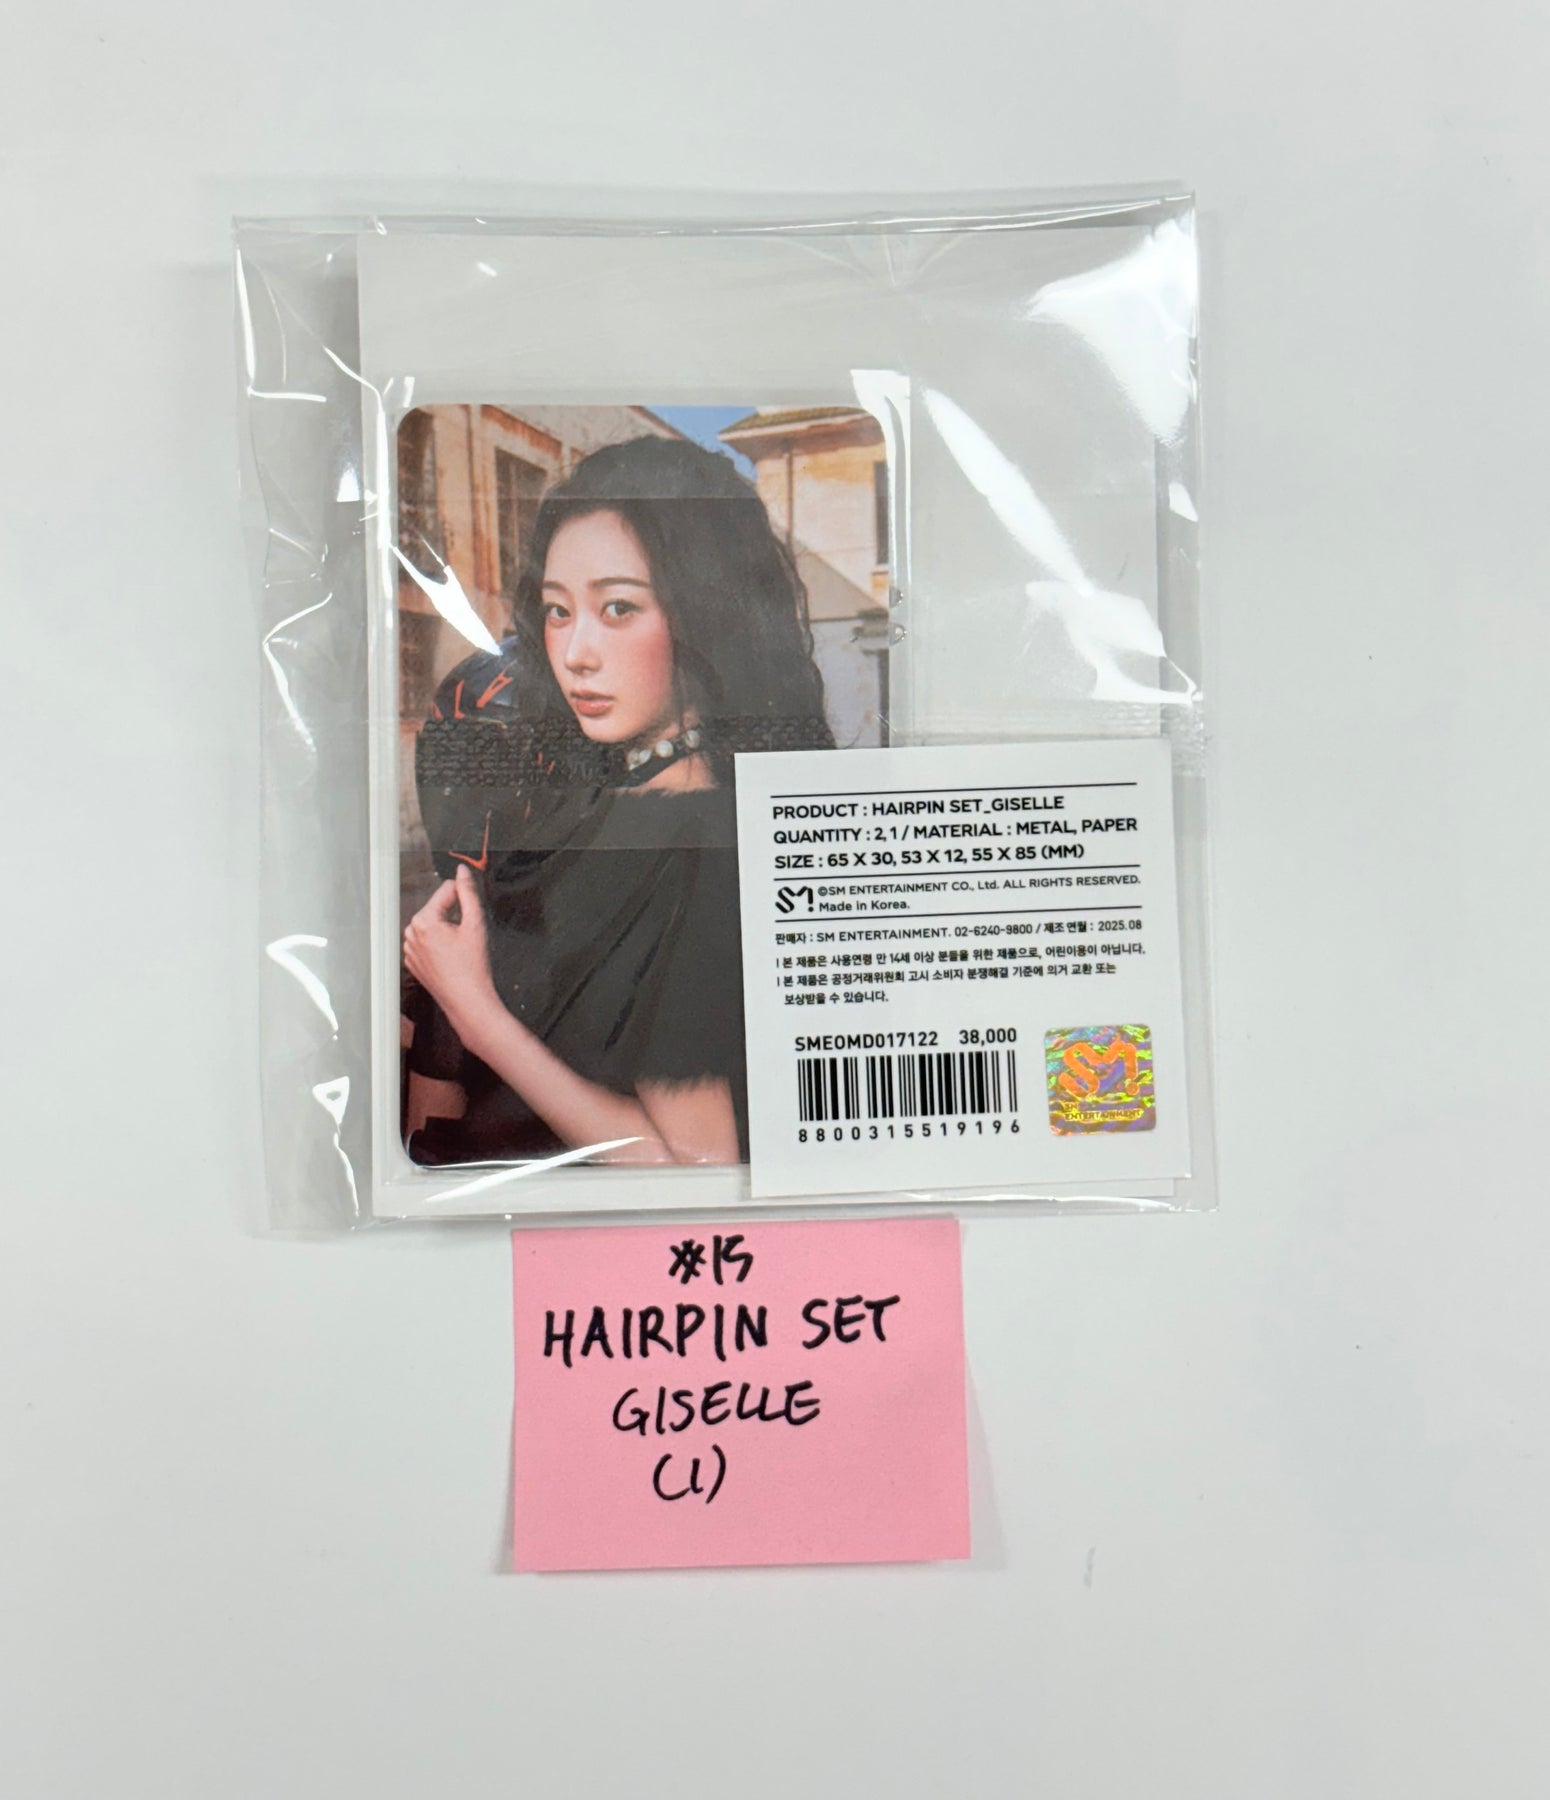 PRODUCT : HAIRPIN SET_GISELLE
QUANTITY : 2, 1 / MATERIAL : METAL, PAPER
SIZE : 65 X 30, 53 X 12, 55 X 85 (MM)
SM ©SM ENTERTAINMENT CO., Ltd. ALL RIGHTS RESERVED.
Made in Korea.
판매자 : SM ENTERTAINMENT. 02-6240-9800 / 제조 연월 : 2025.08
l 본 제품은 사용연령 만 14세 이상 분들을 위한 제품으로, 어린이용이 아닙니다.
l 본 제품은 공정거래위원회 고시 소비자 분쟁해결 기준에 의거 교환 또는
보상받을 수 있습니다.
SMEOMD017122 38,000
8800315519196
SM
SM
ENTERTAINMENT
#15
HAIRPIN SET
GISELLE
(1)